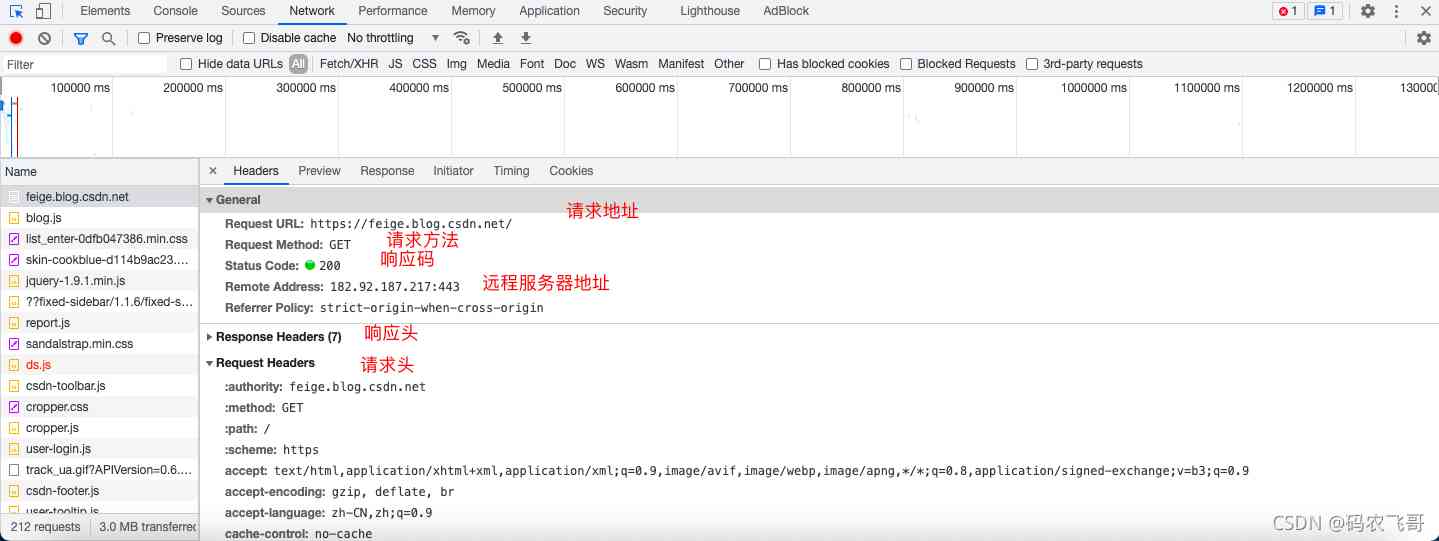 Elements Console Sources Network Performance Memory Application Security Lighthouse AdBlock 1 1
Preserve log Disable cache No throttling
Filter Hide data URLs All Fetch/XHR JS CSS Img Media Font Doc WS Wasm Manifest Other Has blocked cookies Blocked Requests 3rd-party requests
100000 ms 200000 ms 300000 ms 400000 ms 500000 ms 600000 ms 700000 ms 800000 ms 900000 ms 1000000 ms 1100000 ms 1200000 ms 130000
Name
feige.blog.csdn.net
blog.js
list_enter-0dfb047386.min.css
skin-cookblue-d114b9ac23....
jquery-1.9.1.min.js
??fixed-sidebar/1.1.6/fixed-s...
report.js
sandalstrap.min.css
ds.js
csdn-toolbar.js
cropper.css
cropper.js
user-login.js
track_ua.gif?APIVersion=0.6....
csdn-footer.js
user-tooltip.js
212 requests 3.0 MB transferred
Headers Preview Response Initiator Timing Cookies
General
请求地址
Request URL: https://feige.blog.csdn.net/
Request Method: GET 请求方法
Status Code: 200 响应码
Remote Address: 182.92.187.217:443 远程服务器地址
Referrer Policy: strict-origin-when-cross-origin
Response Headers (7) 响应头
Request Headers 请求头
:authority: feige.blog.csdn.net
:method: GET
:path: /
:scheme: https
accept: text/html,application/xhtml+xml,application/xml;q=0.9,image/avif,image/webp,image/apng,*/*;q=0.8,application/signed-exchange;v=b3;q=0.9
accept-encoding: gzip, deflate, br
accept-language: zh-CN,zh;q=0.9
cache-control: no-cache
CSDN @码农飞哥